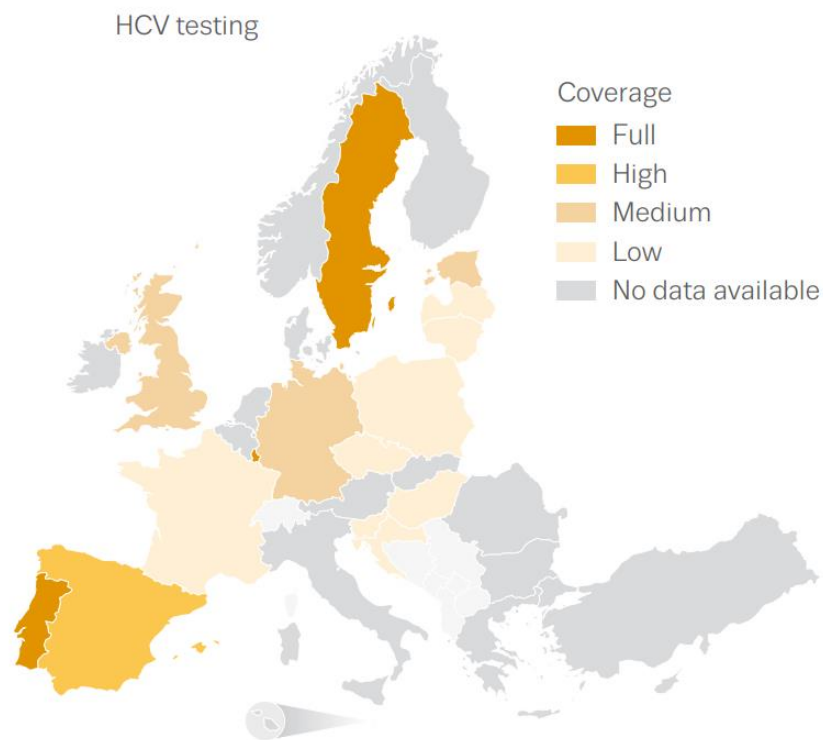 HCV testing
Coverage
Full
High
Medium
Low
No data available